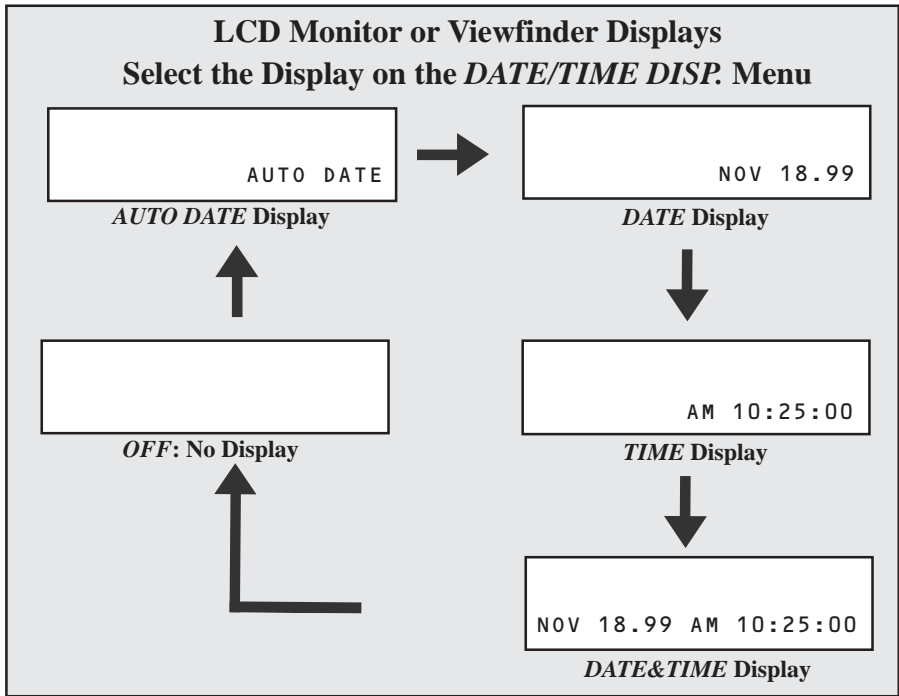 LCD Monitor or Viewfinder Displays
Select the Display on the DATE/TIME DISP. Menu
AUTO DATE
AUTO DATE Display
NOV 18.99
DATE Display
OFF: No Display
AM 10:25:00
TIME Display
NOV 18.99 AM 10:25:00
DATE&TIME Display